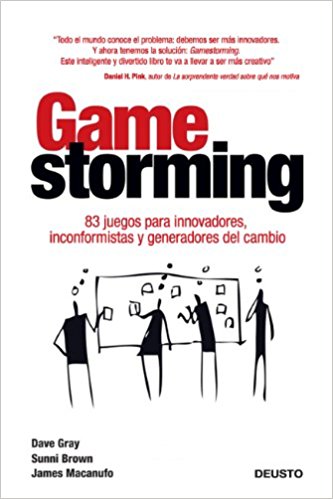 "Todo el mundo conoce el problema: debemos ser más innovadores.
Y ahora tenemos la solución: Gamestorming.
Este inteligente y divertido libro te va a llevar a ser más creativo"
Daniel H. Pink, autor de La sorprendente verdad sobre qué nos motiva
Game
storming
83 juegos para innovadores,
inconformistas y generadores del cambio
Dave Gray
Sunni Brown
James Macanufo
DEUSTO